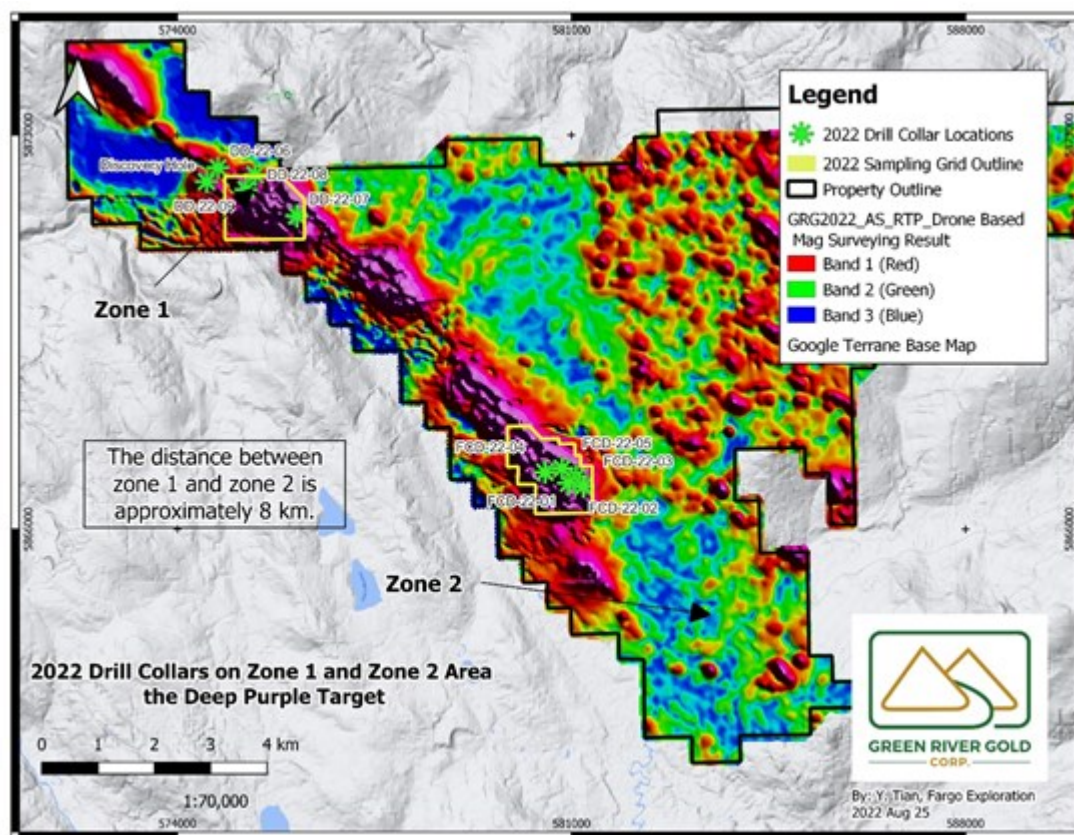 574000
581000
588000
5873000
Legend
2022 Drill Collar Locations
2022 Sampling Grid Outline
Property Outline
GRG2022_AS_RTP_Drone Based
Mag Surveying Result
Band 1 (Red)
Band 2 (Green)
Band 3 (Blue)
Google Terrane Base Map
Discovery Hole
DD-22-06
DD-22-08
DD-22-09
DD-22-07
Zone 1
FCD-22-04
FCD-22-05
FCD-22-03
FCD-22-01
FCD-22-02
The distance between
zone 1 and zone 2 is
approximately 8 km.
5866000
5866000
Zone 2
2022 Drill Collars on Zone 1 and Zone 2 Area
the Deep Purple Target
0 1 2 3 4 km
1:70,000
GREEN RIVER GOLD
CORP.
By: Y. Tian, Fargo Exploration
2022 Aug 25
574000
581000
588000